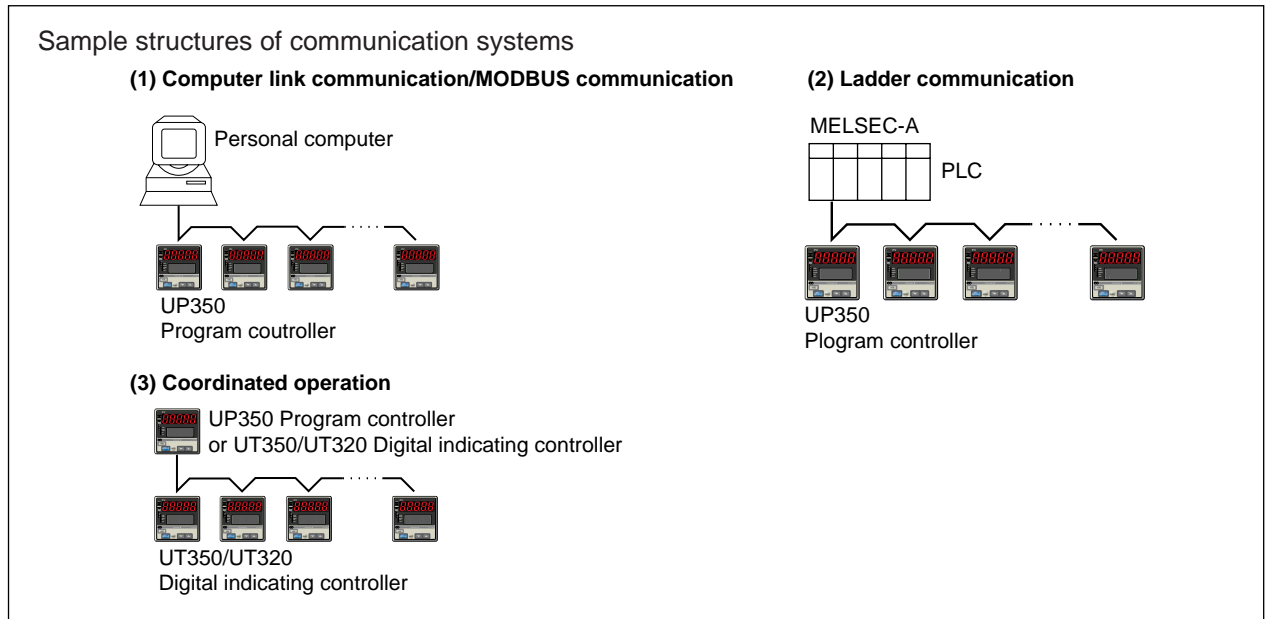 Sample structures of communication systems
(1) Computer link communication/MODBUS communication
Personal computer
UP350
Program coutroller
(2) Ladder communication
MELSEC-A
PLC
UP350
Plogram controller
(3) Coordinated operation
UP350 Program controller
or UT350/UT320 Digital indicating controller
UT350/UT320
Digital indicating controller